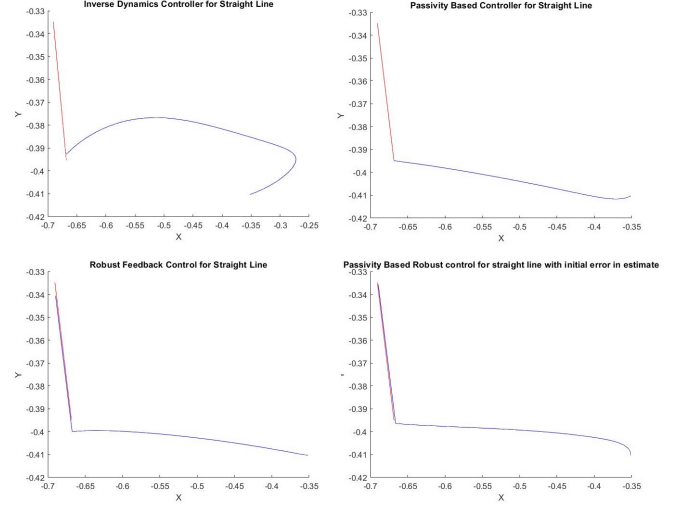 Inverse Dynamics Controller for Straight Line
-0.33
-0.34
-0.35
-0.36
-0.37
-0.38
-0.39
-0.4
-0.41
-0.42
Y
-0.7 -0.65 -0.6 -0.55 -0.5 -0.45 -0.4 -0.35 -0.3 -0.25
X
Passivity Based Controller for Straight Line
-0.33
-0.34
-0.35
-0.36
-0.37
-0.38
-0.39
-0.4
-0.41
-0.42
Y
-0.7 -0.65 -0.6 -0.55 -0.5 -0.45 -0.4 -0.35
X
Robust Feedback Control for Straight Line
-0.33
-0.34
-0.35
-0.36
-0.37
-0.38
-0.39
-0.4
-0.41
-0.42
Y
-0.7 -0.65 -0.6 -0.55 -0.5 -0.45 -0.4 -0.35
X
Passivity Based Robust control for straight line with initial error in estimate
-0.33
-0.34
-0.35
-0.36
-0.37
-0.38
-0.39
-0.4
-0.41
-0.42
-0.7 -0.65 -0.6 -0.55 -0.5 -0.45 -0.4 -0.35
X